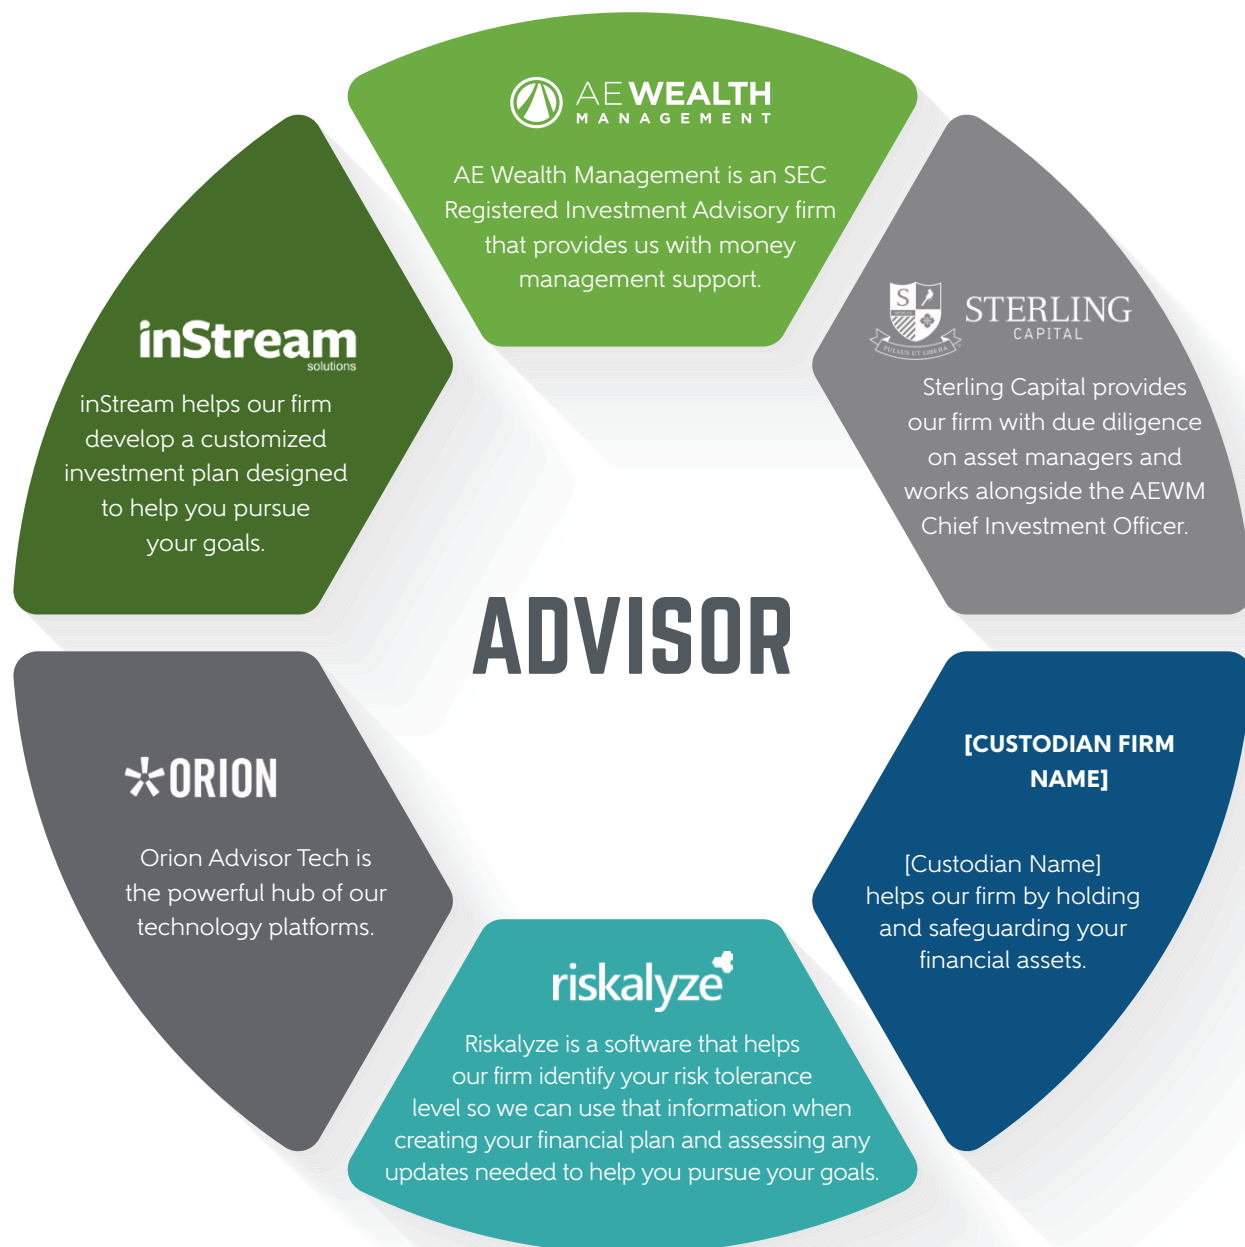 AE WEALTH
MANAGEMENT
AE Wealth Management is an SEC
Registered Investment Advisory firm
that provides us with money
management support.
S
STERLING
CAPITAL
PULSUS UT LIBERA
Sterling Capital provides
our firm with due diligence
on asset managers and
works alongside the AEWM
Chief Investment Officer.
[CUSTODIAN FIRM
NAME]
[Custodian Name]
helps our firm by holding
and safeguarding your
financial assets.
riskalyze
Riskalyze is a software that helps
our firm identify your risk tolerance
level so we can use that information when
creating your financial plan and assessing any
updates needed to help you pursue your goals.
ORION
Orion Advisor Tech is
the powerful hub of our
technology platforms.
inStream
solutions
inStream helps our firm
develop a customized
investment plan designed
to help you pursue
your goals.
ADVISOR